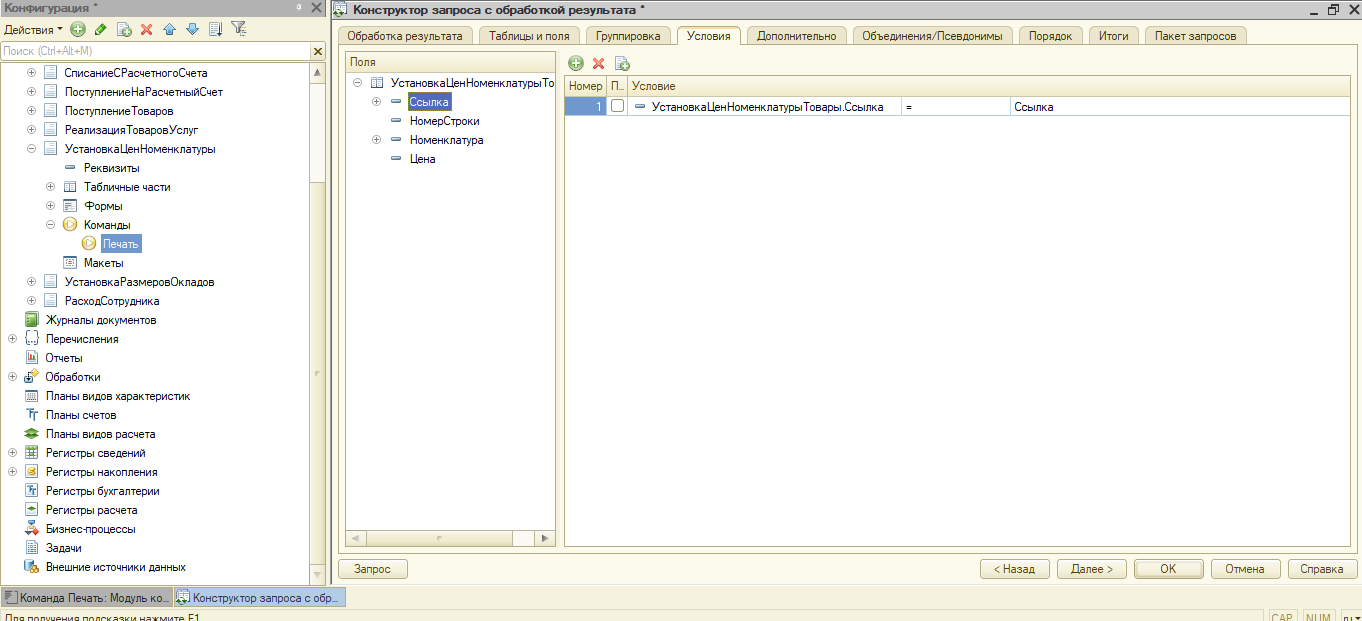 Конфигурация *
Действия
Поиск (Ctrl+Alt+M)
СписаниеСРасчетногоСчета
ПоступлениеНаРасчетныйСчет
ПоступлениеТоваров
РеализацияТоваровУслуг
УстановкаЦенНоменклатуры
Реквизиты
Табличные части
Формы
Команды
Печать
Макеты
УстановкаРазмеровОкладов
РасходСотрудника
Журналы документов
Перечисления
Отчеты
Обработки
Планы видов характеристик
Планы счетов
Планы видов расчета
Регистры сведений
Регистры накопления
Регистры бухгалтерии
Регистры расчета
Бизнес-процессы
Задачи
Внешние источники данных
Конструктор запроса с обработкой результата *
Обработка результата Таблицы и поля Группировка Условия Дополнительно Объединения/Псевдонимы Порядок Итоги Пакет запросов
Поля
УстановкаЦенНоменклатурыТо
Ссылка
НомерСтроки
Номенклатура
Цена
Номер П... Условие
1 УстановкаЦенНоменклатурыТовары.Ссылка = Ссылка
Запрос < Назад Далее > OK Отмена Справка
Команда Печать: Модуль ко... Конструктор запроса с обр...
Для получения подсказки нажмите F1 CAP NUM